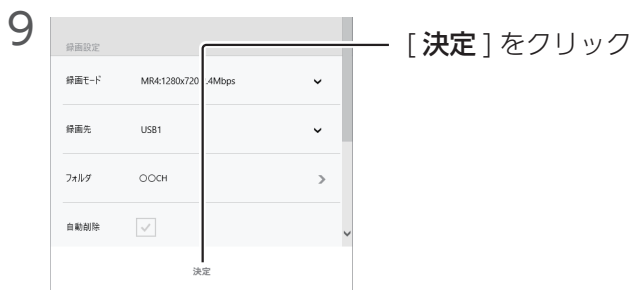 9
[ 決定 ] をクリック
録画設定
録画モード MR4:1280x720 .4Mbps
録画先 USB1
フォルダ 〇〇CH
自動削除
決定